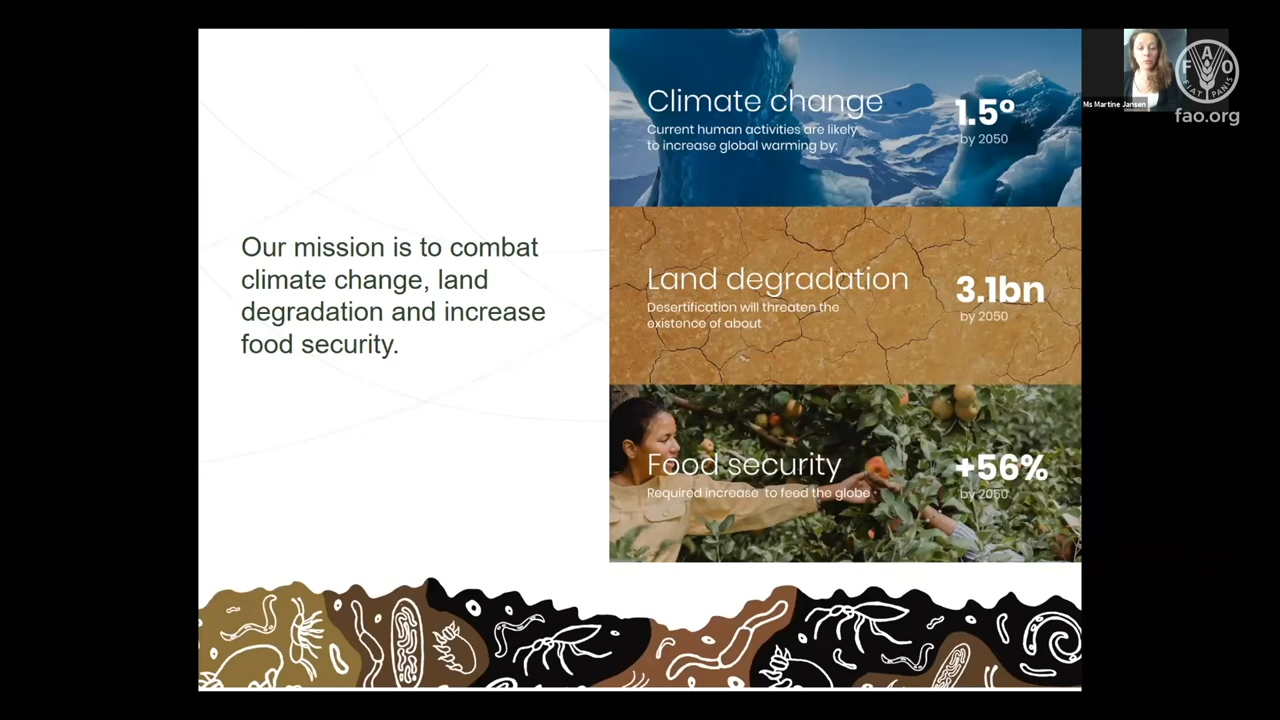 Our mission is to combat
climate change, land
degradation and increase
food security.
Climate change
Current human activities are likely
to increase global warming by:
1.5°
by 2050
Land degradation
Desertification will threaten the
existence of about
3.1bn
by 2050
Food security
Required increase to feed the globe
+56%
by 2050
Ms Martine Jansen
F A O
FIAT PANIS
fao.org